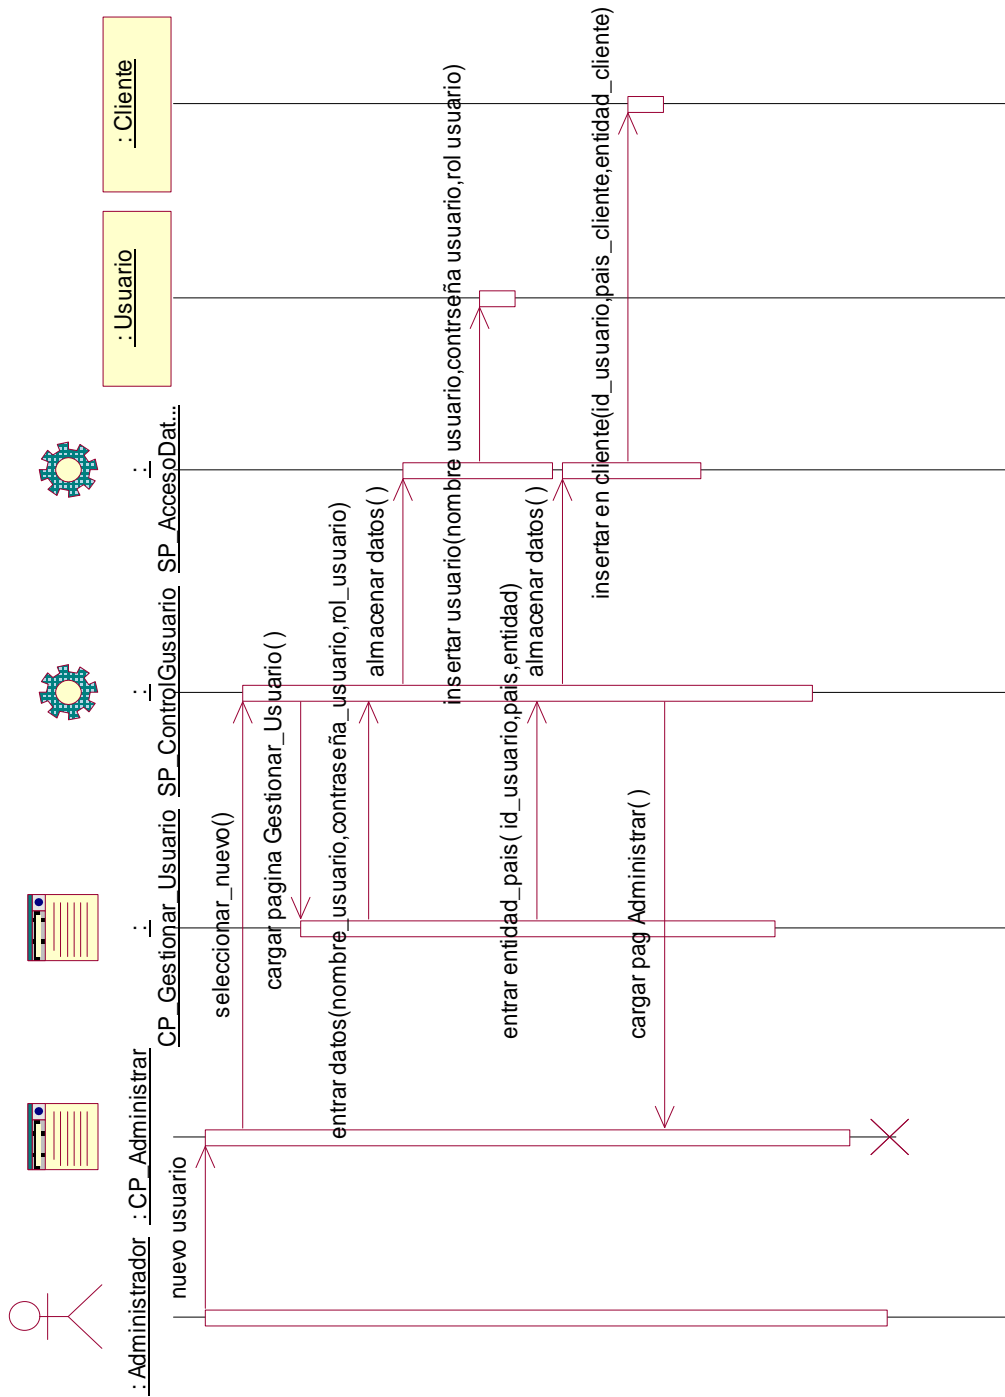 : Administrador
: CP_Administrar
:
CP_Gestionar_Usuario
:
SP_ControlGusuario
:
SP_AccesoDat...
: Usuario
: Cliente
nuevo usuario
seleccionar_nuevo()
cargar pagina Gestionar_Usuario( )
entrar datos(nombre_usuario,contraseña_usuario,rol_usuario)
almacenar datos( )
insertar usuario(nombre usuario,contrseña usuario,rol usuario)
entrar entidad_pais( id_usuario,pais,entidad)
almacenar datos( )
insertar en cliente(id_usuario,pais_cliente,entidad_cliente)
cargar pag Administrar( )